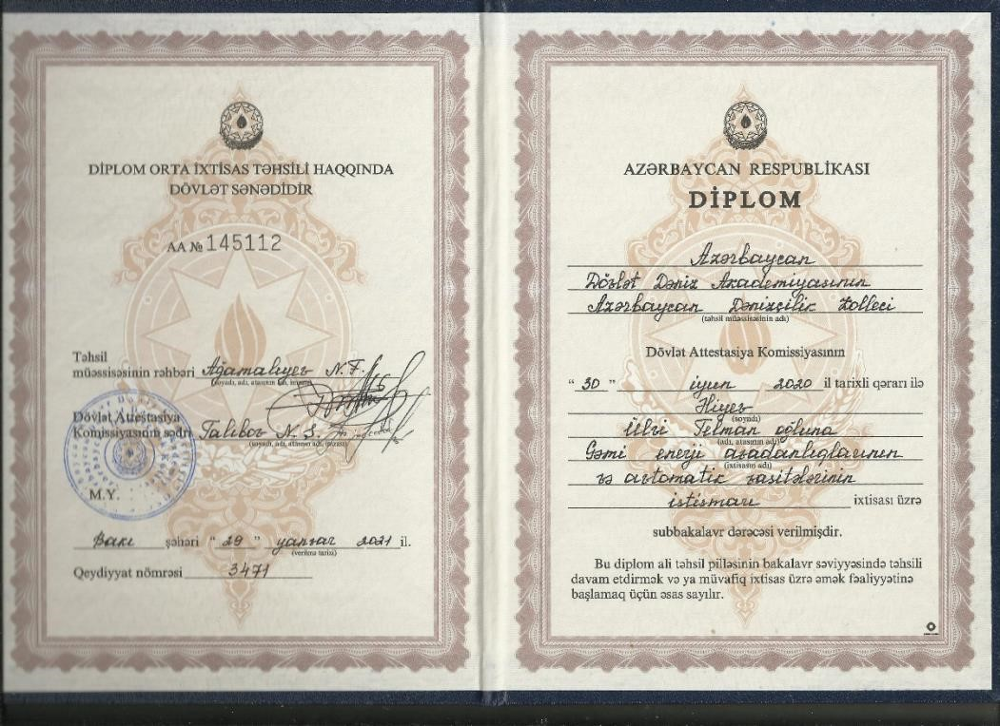 DİPLOM ORTA İXTİSAS TƏHSİLİ HAQQINDA
DÖVLƏT SƏNƏDİDİR
AA № 145112
Təhsil
müəssisəsinin rəhbəri Ağamalıyev N.F.
(soyadı, adı, atasının adı, imzası)
Dövlət Attestasiya
Komissiyasının sədri Talıbov N.
(soyadı, adı, atasının adı, imzası)
M.Y.
Bakı şəhəri “ 29 ” yanvar 2021 il.
(verilmə tarixi)
Qeydiyyat nömrəsi 3471
AZƏRBAYCAN RESPUBLİKASI
DİPLOM
Azərbaycan
Dövlət Dəniz Akademiyasının
Azərbaycan Dənizçilik Kolleci
(təhsil müəssisəsinin adı)
Dövlət Attestasiya Komissiyasının
“ 30 ” iyun 2020 il tarixli qərarı ilə
(soyadı)
Ülvi Telman oğluna
(adı, atasının adı)
Gəmi energi avadanlıqlarının
(ixtisasın adı)
və avtomatik vasitələrinin
istismarı ixtisası üzrə
subbakalavr dərəcəsi verilmişdir.
Bu diplom ali təhsil pilləsinin bakalavr səviyyəsində təhsili
davam etdirmək və ya müvafiq ixtisas üzrə əmək fəaliyyətinə
başlamaq üçün əsas sayılır.